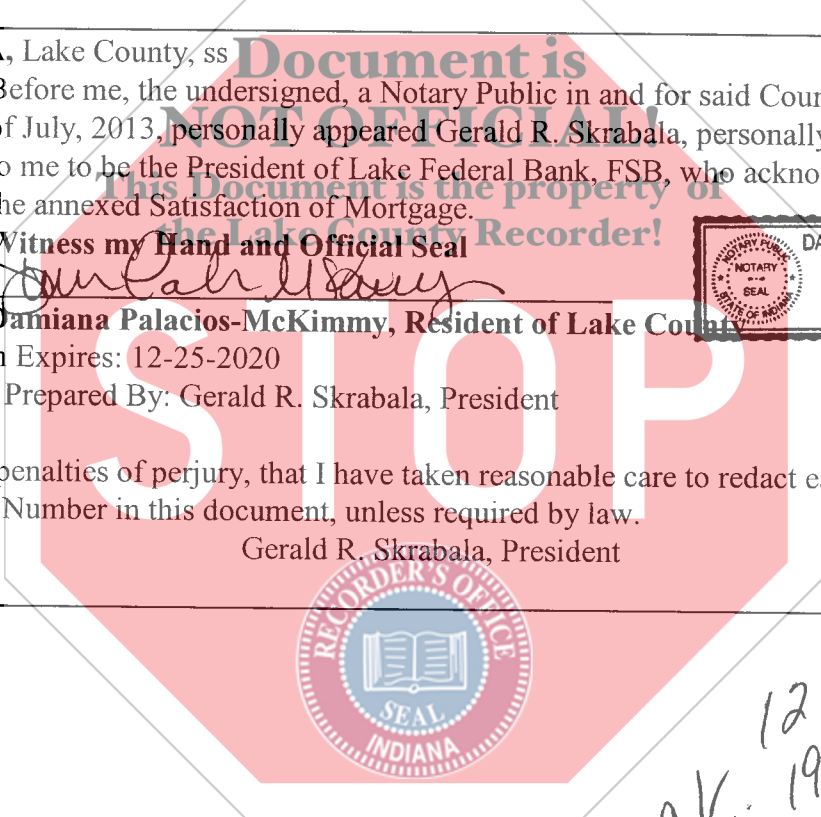 , Lake County, ss
Document is
Before me, the undersigned, a Notary Public in and for said Coun
NOT OFFICIAL!
of July, 2013, personally appeared Gerald R. Skrabala, personally
o me to be the President of Lake Federal Bank, FSB, who ackno
This Document is the property of
he annexed Satisfaction of Mortgage.
the Lake County Recorder!
Witness my Hand and Official Seal
DA
NOTARY PUBLIC
NOTARY
SEAL
STATE OF INDIANA
Damiana Palacios-McKimmy, Resident of Lake County
n Expires: 12-25-2020
STOP
Prepared By: Gerald R. Skrabala, President
penalties of perjury, that I have taken reasonable care to redact ea
Number in this document, unless required by law.
Gerald R. Skrabala, President
RECORDER'S OFFICE
SEAL
INDIANA
12
19